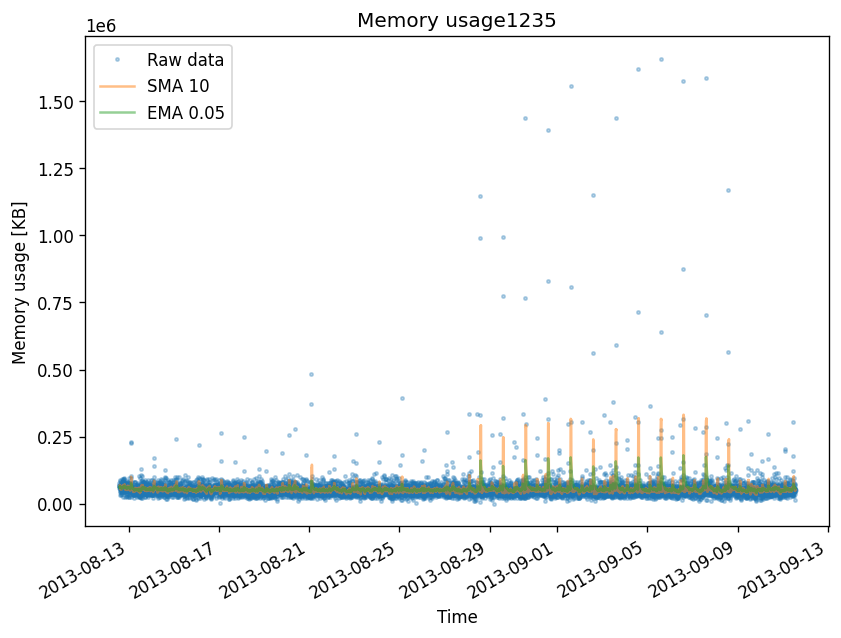 Memory usage1235
1e6
Raw data
SMA 10
EMA 0.05
1.50
1.25
1.00
0.75
0.50
0.25
0.00
Memory usage [KB]
2013-08-13
2013-08-17
2013-08-21
2013-08-25
2013-08-29
2013-09-01
2013-09-05
2013-09-09
2013-09-13
Time